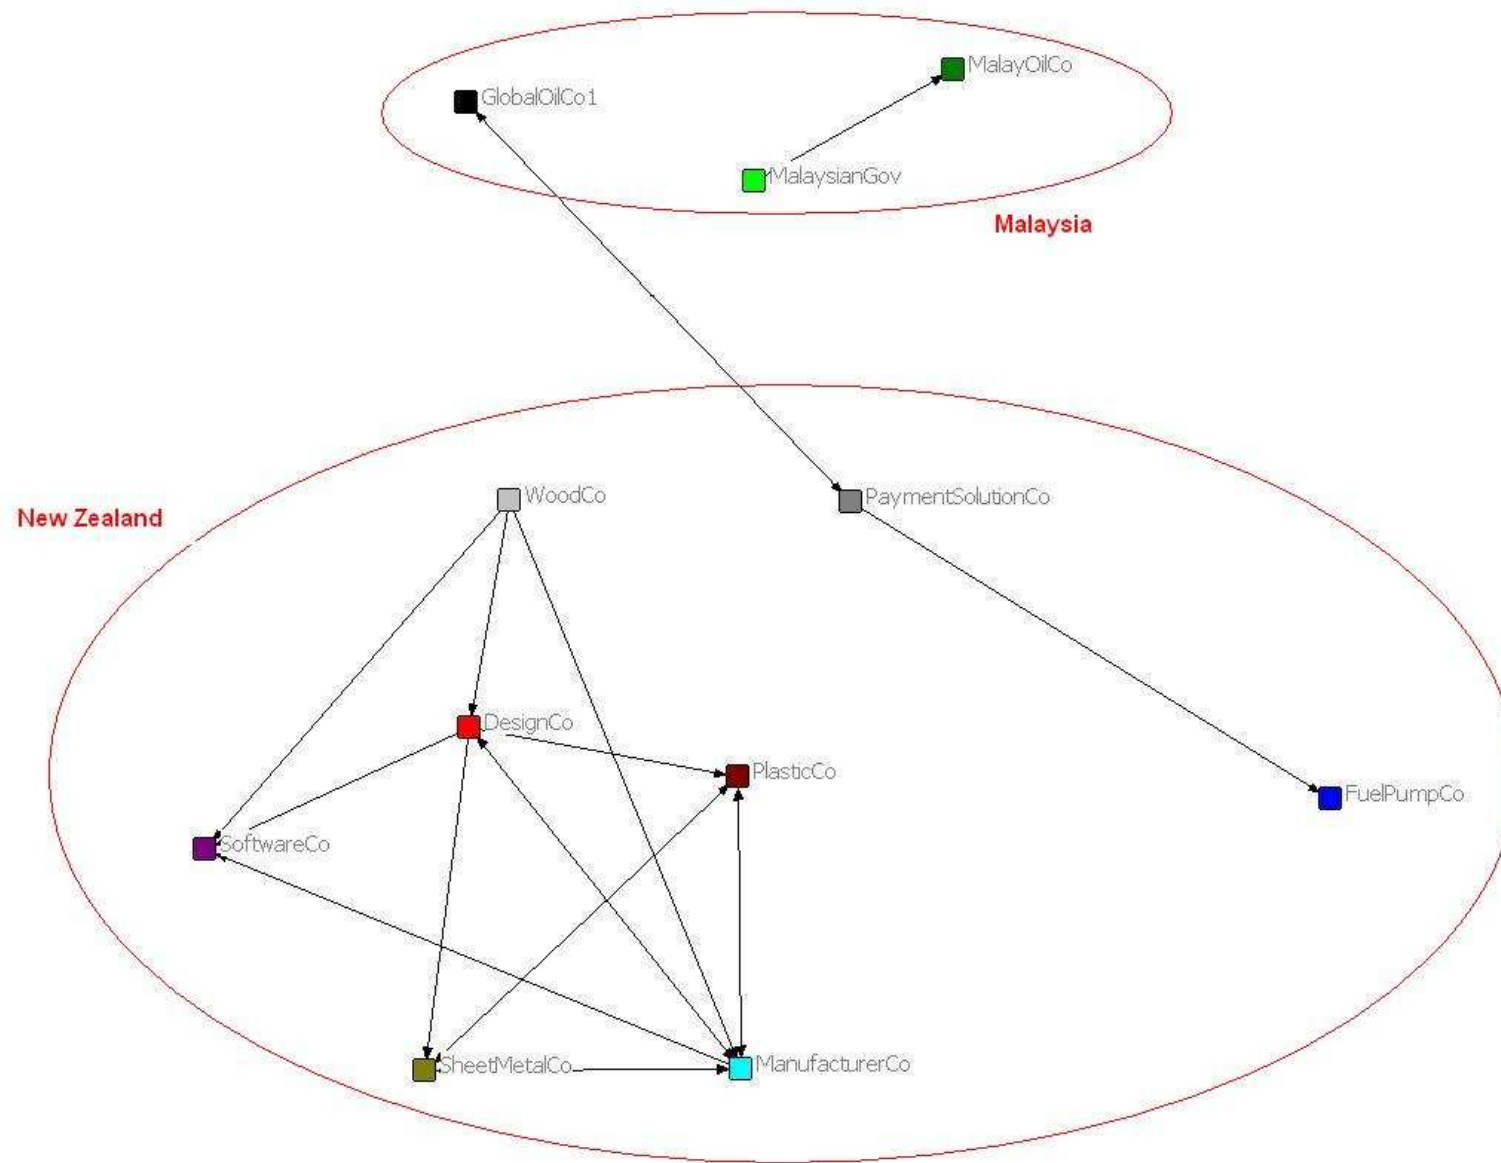 MalayOilCo
GlobalOilCo1
MalaysianGov
Malaysia
WoodCo
PaymentSolutionCo
New Zealand
DesignCo
PlasticCo
FuelPumpCo
SoftwareCo
SheetMetalCo
ManufacturerCo